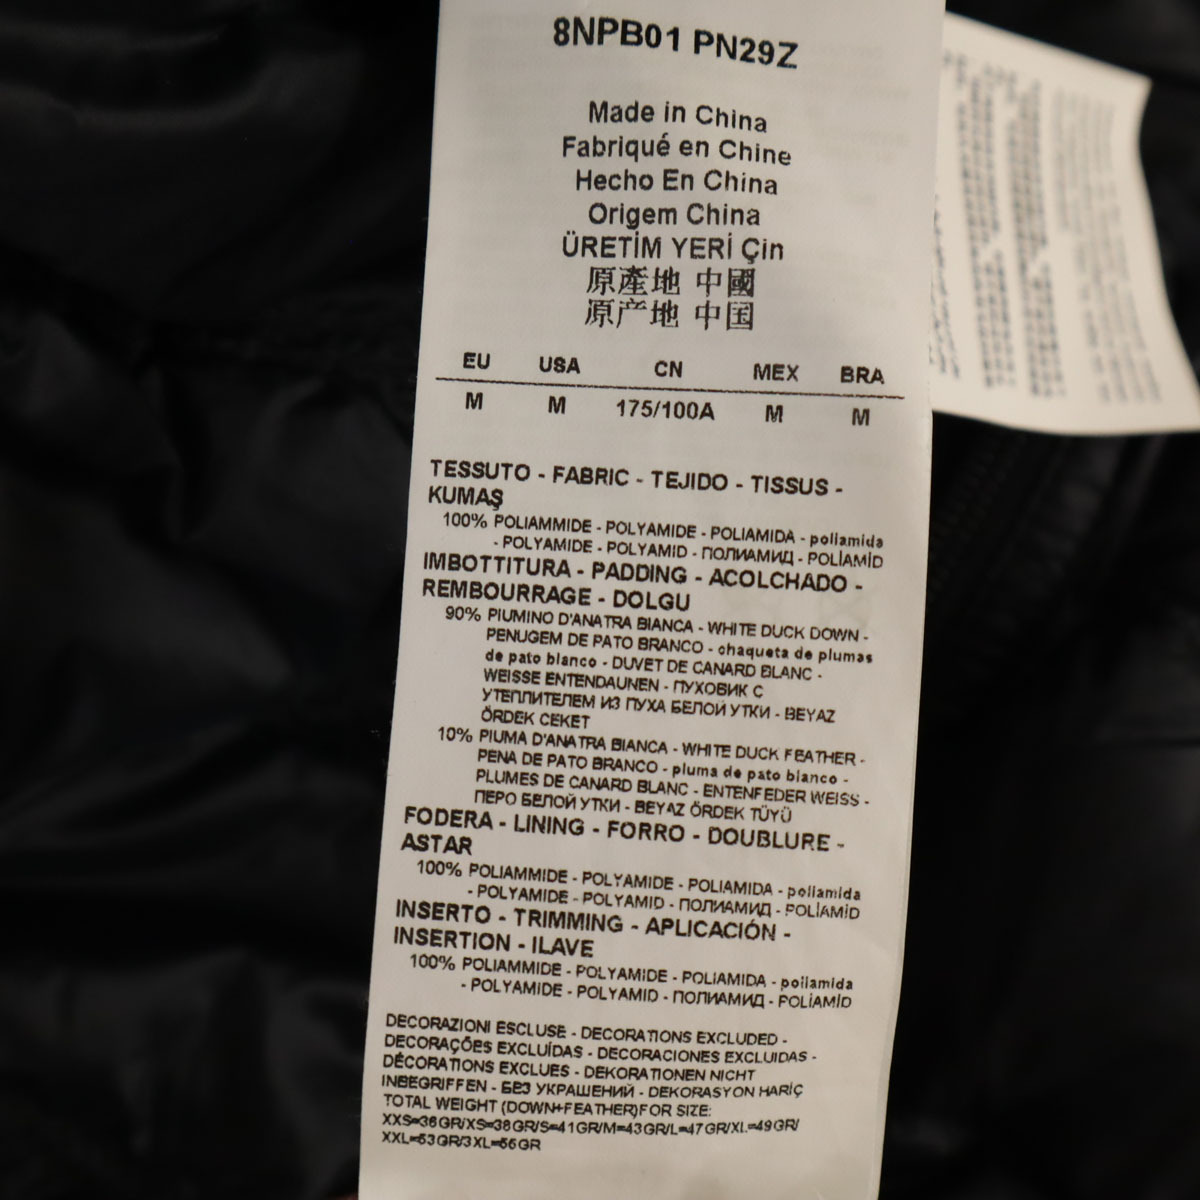 8NPB01 PN29Z
Made in China
Fabriqué en Chine
Hecho En China
Origem China
ÜRETİM YERİ Çin
原產地 中國
原产地 中国
EU USA CN MEX BRA
M M 175/100A M M
TESSUTO - FABRIC - TEJIDO - TISSUS -
KUMAŞ
100% POLIAMMIDE - POLYAMIDE - POLIAMIDA - poliamida
- POLYAMIDE - POLYAMID - ПОЛИАМИД - POLİAMİD
IMBOTTITURA - PADDING - ACOLCHADO -
REMBOURRAGE - DOLGU
90% PIUMINO D'ANATRA BIANCA - WHITE DUCK DOWN -
PENUGEM DE PATO BRANCO - chaqueta de plumas
de pato blanco - DUVET DE CANARD BLANC -
WEISSE ENTENDAUNEN - ПУХОВИК С
УТЕПЛИТЕЛЕМ ИЗ ПУХА БЕЛОЙ УТКИ - BEYAZ
ÖRDEK CEKET
10% PIUMA D'ANATRA BIANCA - WHITE DUCK FEATHER -
PENA DE PATO BRANCO - pluma de pato blanco -
PLUMES DE CANARD BLANC - ENTENFEDER WEISS -
ПЕРО БЕЛОЙ УТКИ - BEYAZ ÖRDEK TÜYÜ
FODERA - LINING - FORRO - DOUBLURE -
ASTAR
100% POLIAMMIDE - POLYAMIDE - POLIAMIDA - poliamida
- POLYAMIDE - POLYAMID - ПОЛИАМИД - POLİAMİD
INSERTO - TRIMMING - APLICACIÓN -
INSERTION - ILAVE
100% POLIAMMIDE - POLYAMIDE - POLIAMIDA - poliamida
- POLYAMIDE - POLYAMID - ПОЛИАМИД - POLİAMİD
DECORAZIONI ESCLUSE - DECORATIONS EXCLUDED -
DECORAÇÕES EXCLUÍDAS - DECORACIONES EXCLUIDAS -
DÉCORATIONS EXCLUES - DEKORATIONEN NICHT
INBEGRIFFEN - БЕЗ УКРАШЕНИЙ - DEKORASYON HARİÇ
TOTAL WEIGHT (DOWN+FEATHER)FOR SIZE:
XXS=36GR/XS=38GR/S=41GR/M=43GR/L=47GR/XL=49GR/
XXL=53GR/3XL=56GR